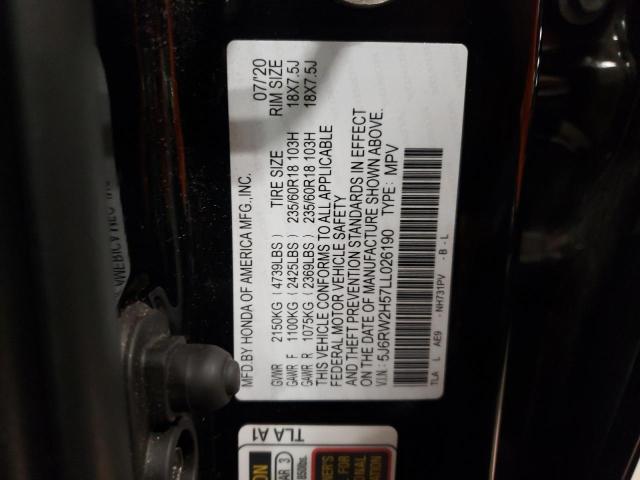 MFD.BY HONDA OF AMERICA MFG.,INC. 07/'20
GVWR 2150KG (4739LBS) TIRE SIZE RIM SIZE
GAWR F 1100KG (2425LBS) 235/60R18 103H 18X7.5J
GAWR R 1075KG (2369LBS) 235/60R18 103H 18X7.5J
THIS VEHICLE CONFORMS TO ALL APPLICABLE
FEDERAL MOTOR VEHICLE SAFETY
AND THEFT PREVENTION STANDARDS IN EFFECT
ON THE DATE OF MANUFACTURE SHOWN ABOVE.
V.I.N: 5J6RW2H57LL026190 TYPE: MPV
TLA L AE9 - NH731PV - B - L
TLA A1